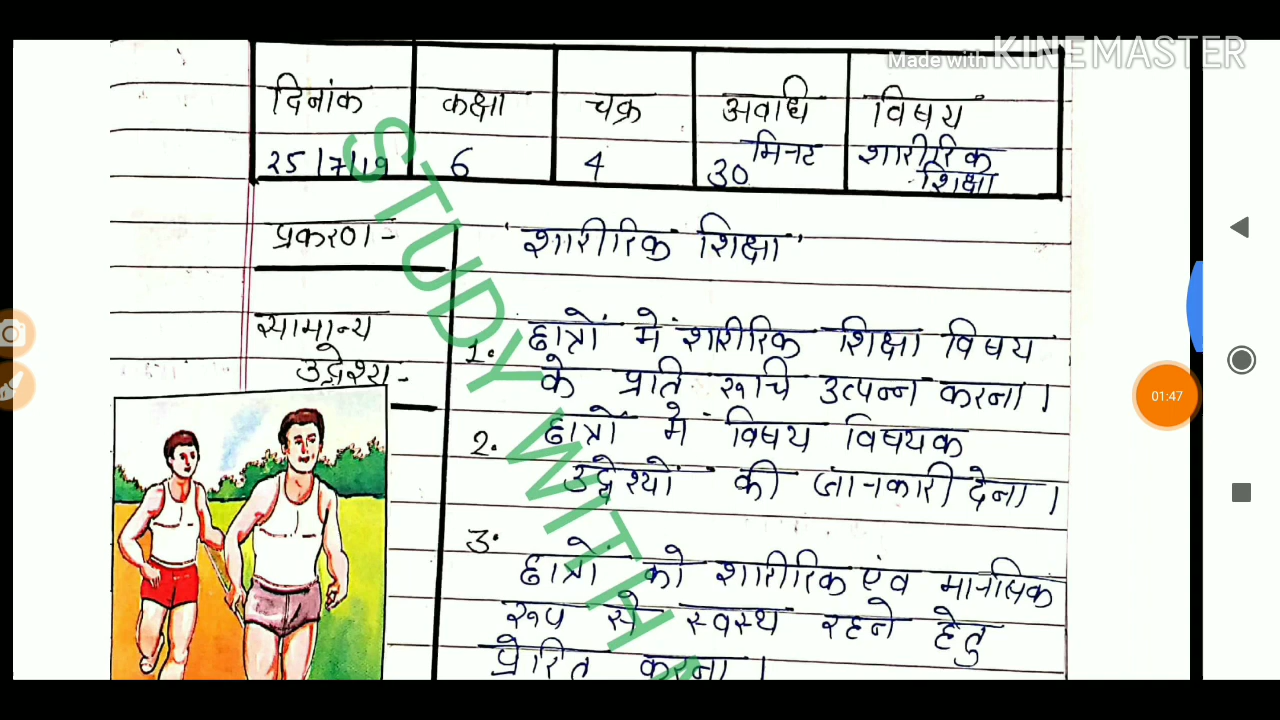 Made with KINEMASTER
दिनांक कक्षा चक्र अवधि विषय
25/7/19 6 4 30 मिनट शारीरिक
शिक्षा
प्रकरण- 'शारीरिक शिक्षा'
सामान्य
उद्देश्य-
1. छात्रों में शारीरिक शिक्षा विषय
के प्रति रूचि उत्पन्न करना।
2. छात्रों में विषय विषयक
उद्देश्यों की जानकारी देना।
3. छात्रों को शारीरिक एंव मानसिक
रूप से स्वस्थ रहने हेतु
प्रेरित करना।
STUDY WITH
01:47